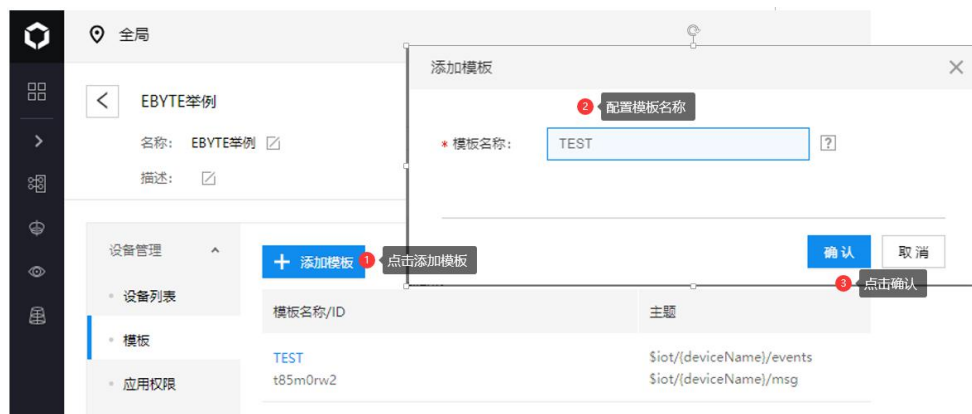 全局
EBYTE举例
名称: EBYTE举例
描述:
设备管理
设备列表
模板
应用权限
+ 添加模板
1 点击添加模板
模板名称/ID
主题
TEST
$iot/{deviceName}/events
t85m0rw2
$iot/{deviceName}/msg
添加模板
2 配置模板名称
* 模板名称:
TEST
?
确认
取消
3 点击确认